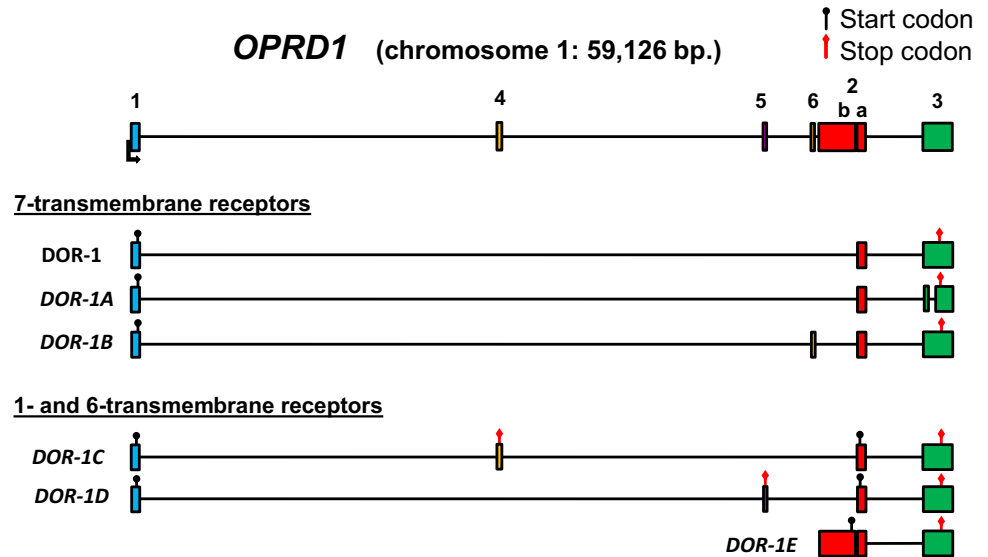 Start codon
OPRD1 (chromosome 1: 59,126 bp.)
Stop codon
1 4 5 6 2 3
b a
7-transmembrane receptors
DOR-1
DOR-1A
DOR-1B
1- and 6-transmembrane receptors
DOR-1C
DOR-1D
DOR-1E